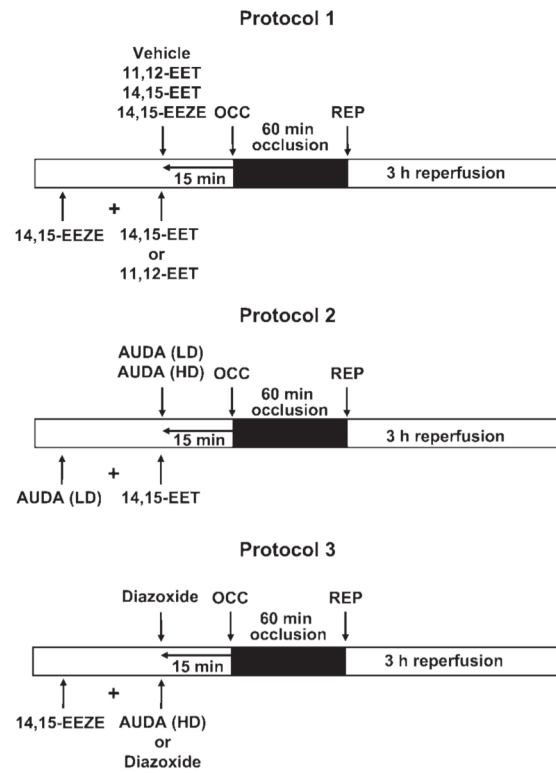 Protocol 1
Vehicle
11,12-EET
14,15-EET
14,15-EEZE OCC REP
60 min
occlusion
15 min
3 h reperfusion
+
14,15-EEZE 14,15-EET
or
11,12-EET
Protocol 2
AUDA (LD)
AUDA (HD) OCC REP
60 min
occlusion
15 min
3 h reperfusion
+
AUDA (LD) 14,15-EET
Protocol 3
Diazoxide OCC REP
60 min
occlusion
15 min
3 h reperfusion
+
14,15-EEZE AUDA (HD)
or
Diazoxide